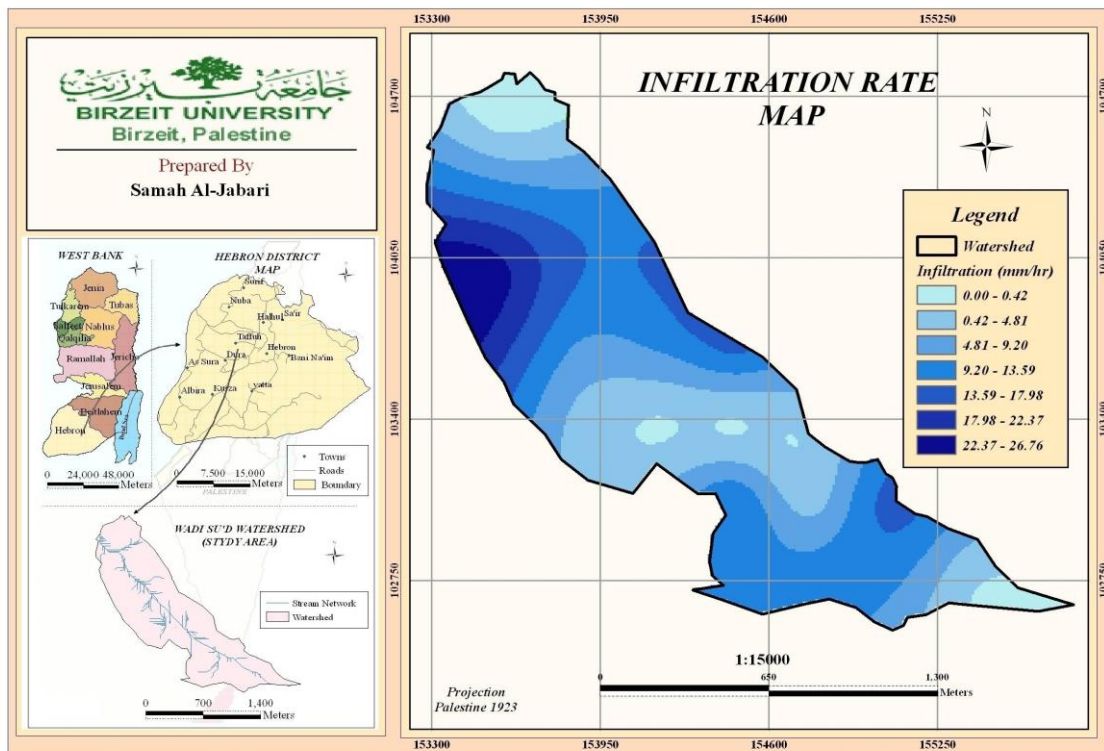 جامعة بيرزيت
BIRZEIT UNIVERSITY
Birzeit, Palestine
Prepared By
Samah Al-Jabari
WEST BANK
Jenin
Tulkarem
Tubas
Salfeet
Nablus
Qalqilia
Ramallah
Jericho
Jerusalem
Bethlahem
Hebron
24,000 48,000
Meters
HEBRON DISTRICT
MAP
Surif
Nuba
Sa'ir
Halhul
Taffuh
Hebron
Dura
Bani Na'im
As Sura
Albira
Kurza
yatta
0 7,500 15,000
Meters
PALESTINE
Towns
Roads
Boundary
WADI SU'D WATERSHED
(STYDY AREA)
Stream Network
Watershed
0 700 1,400
Meters
153300 153950 154600 155250
104700
104050
103400
102750
INFILTRATION RATE
MAP
Legend
Watershed
Infiltration (mm/hr)
0.00 - 0.42
0.42 - 4.81
4.81 - 9.20
9.20 - 13.59
13.59 - 17.98
17.98 - 22.37
22.37 - 26.76
1:15000
0 650 1,300
Meters
Projection
Palestine 1923
104700
104050
103400
102750
153300 153950 154600 155250